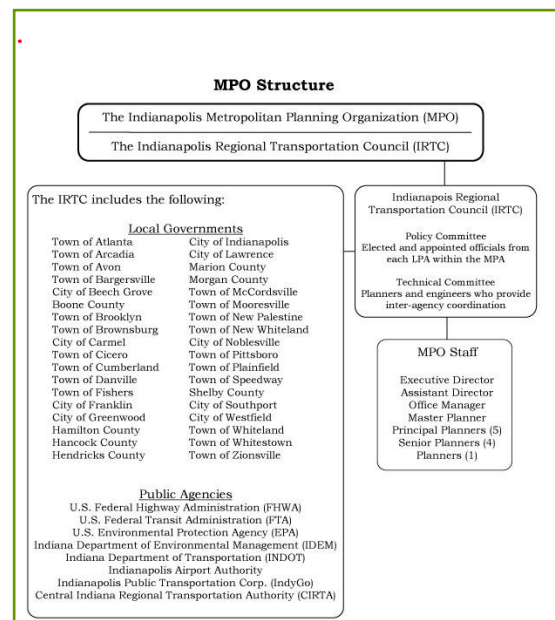 MPO Structure
The Indianapolis Metropolitan Planning Organization (MPO)
The Indianapolis Regional Transportation Council (IRTC)
The IRTC includes the following:
Local Governments
Town of Atlanta
Town of Arcadia
Town of Avon
Town of Bargersville
City of Beech Grove
Boone County
Town of Brooklyn
Town of Brownsburg
City of Carmel
Town of Cicero
Town of Cumberland
Town of Danville
Town of Fishers
City of Franklin
City of Greenwood
Hamilton County
Hancock County
Hendricks County
City of Indianapolis
City of Lawrence
Marion County
Morgan County
Town of McCordsville
Town of Mooresville
Town of New Palestine
Town of New Whiteland
City of Noblesville
Town of Pittsboro
Town of Plainfield
Town of Speedway
Shelby County
City of Southport
City of Westfield
Town of Whiteland
Town of Whitestown
Town of Zionsville
Public Agencies
U.S. Federal Highway Administration (FHWA)
U.S. Federal Transit Administration (FTA)
U.S. Environmental Protection Agency (EPA)
Indiana Department of Environmental Management (IDEM)
Indiana Department of Transportation (INDOT)
Indianapolis Airport Authority
Indianapolis Public Transportation Corp. (IndyGo)
Central Indiana Regional Transportation Authority (CIRTA)
Indianapois Regional
Transportation Council (IRTC)
Policy Committee
Elected and appointed officials from
each LPA within the MPA
Technical Committee
Planners and engineers who provide
inter-agency coordination
MPO Staff
Executive Director
Assistant Director
Office Manager
Master Planner
Principal Planners (5)
Senior Planners (4)
Planners (1)